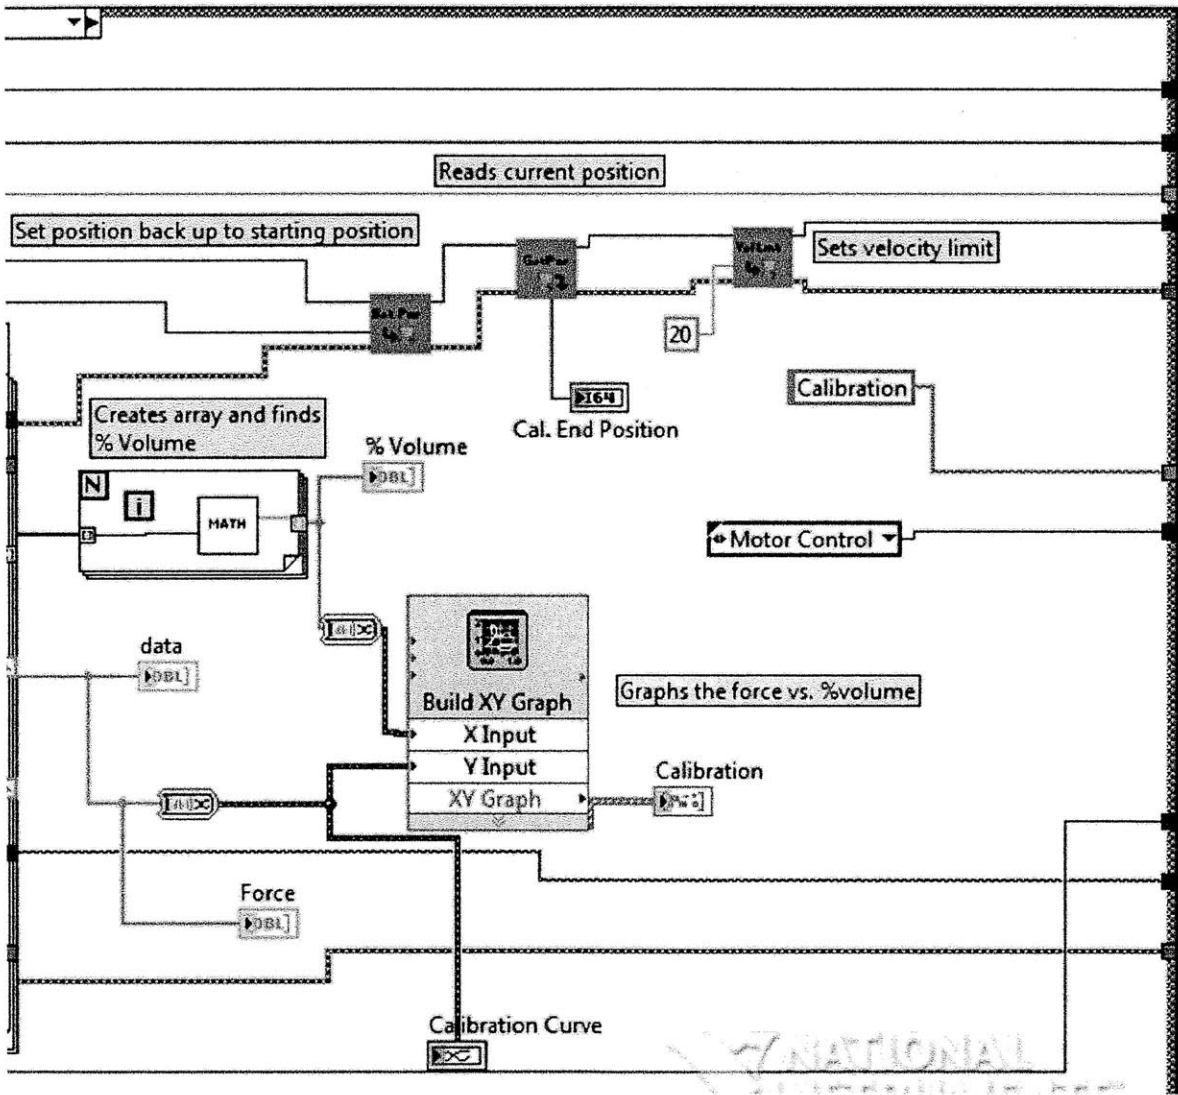 Reads current position
Set position back up to starting position
Sets velocity limit
20
I64
Cal. End Position
Calibration
Creates array and finds
% Volume
% Volume
DBL
N
i
MATH
Motor Control
data
DBL
Build XY Graph
X Input
Y Input
XY Graph
Graphs the force vs. %volume
Calibration
Force
DBL
Calibration Curve
NATIONAL